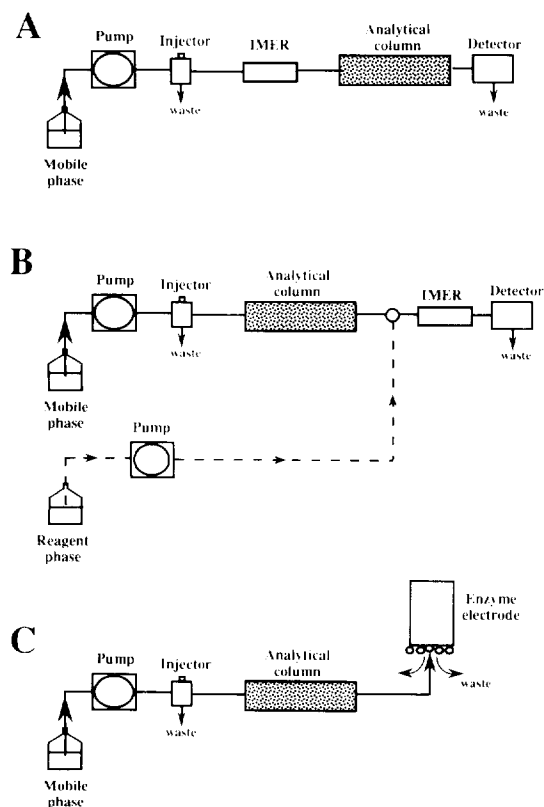 A
Pump
Injector
IMER
Analytical
column
Detector
waste
waste
Mobile
phase
B
Pump
Injector
Analytical
column
IMER
Detector
waste
waste
Mobile
phase
Pump
Reagent
phase
Enzyme
electrode
C
Pump
Injector
Analytical
column
waste
waste
Mobile
phase